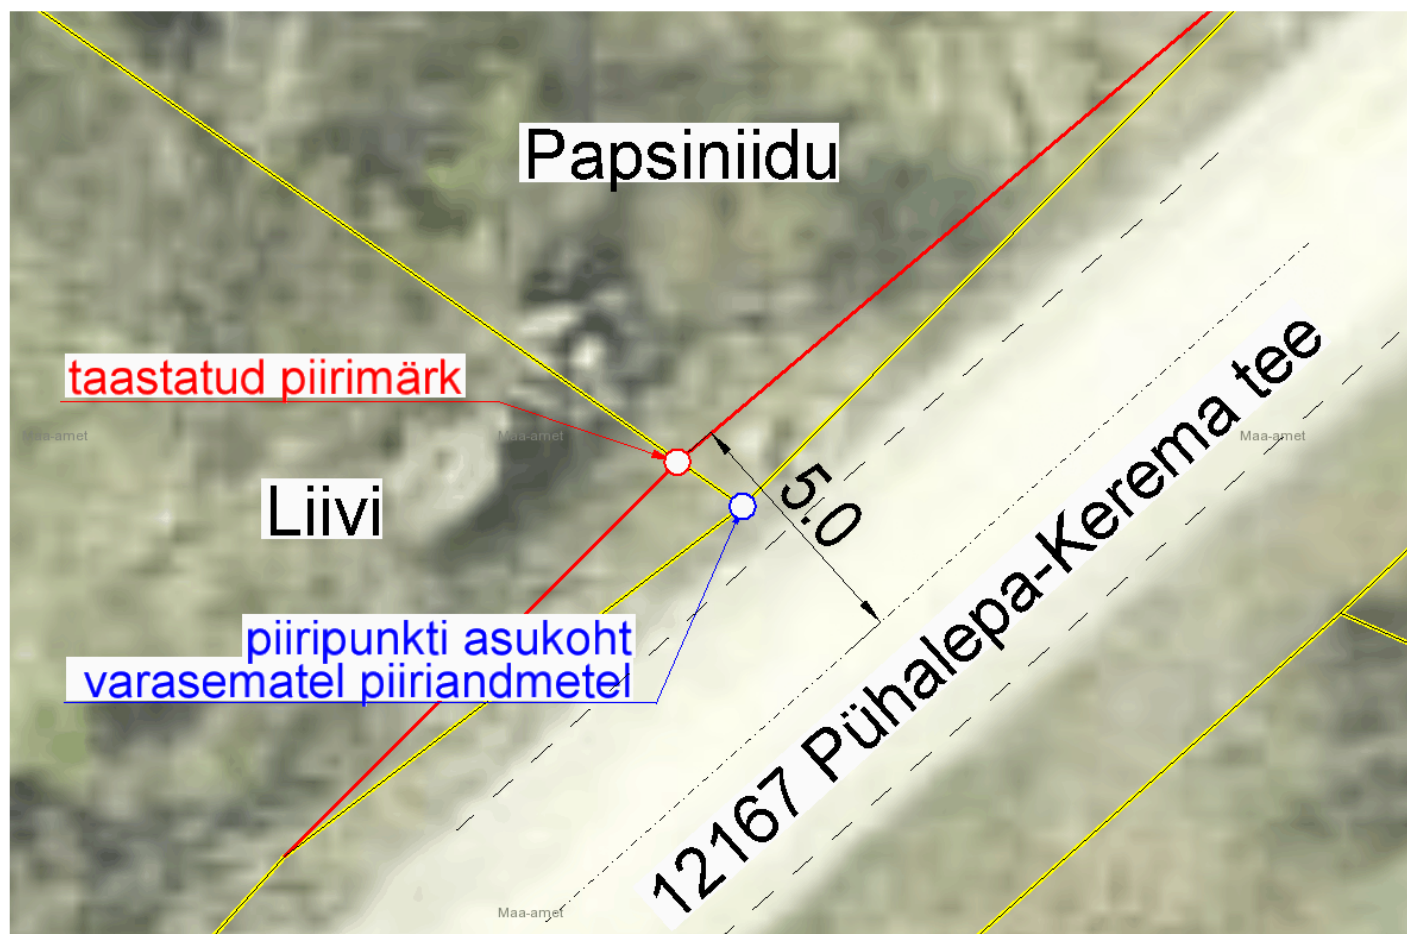 Papsiniidu
taastatud piirimärk
Maa-amet
Maa-amet
Maa-amet
Liivi
5.0
piiripunkti asukoht
varasematel piiriandmetel
12167 Pühalepa-Kerema tee
Maa-amet